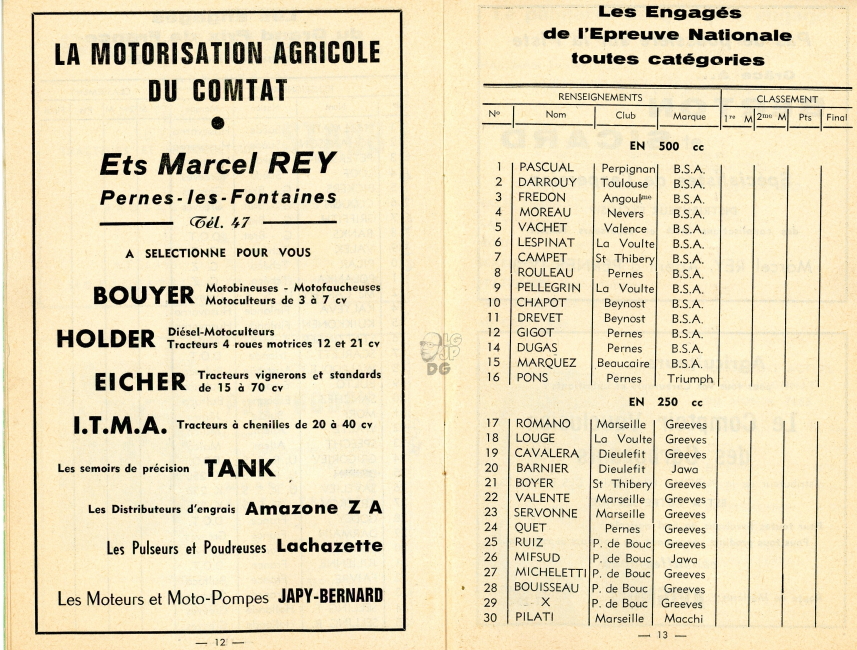 LA MOTORISATION AGRICOLE
DU COMTAT
●
Ets Marcel REY
Pernes-les-Fontaines
Tél. 47
A SELECTIONNE POUR VOUS
BOUYER Motobineuses - Motofaucheuses
Motoculteurs de 3 à 7 cv
HOLDER Diésel-Motoculteurs
Tracteurs 4 roues motrices 12 et 21 cv
EICHER Tracteurs vignerons et standards
de 15 à 70 cv
I.T.M.A. Tracteurs à chenilles de 20 à 40 cv
Les semoirs de précision TANK
Les Distributeurs d'engrais Amazone Z A
Les Pulseurs et Poudreuses Lachazette
Les Moteurs et Moto-Pompes JAPY-BERNARD
— 12 —
LG
JP
DG
Les Engagés
de l'Epreuve Nationale
toutes catégories
RENSEIGNEMENTS CLASSEMENT
No Nom Club Marque 1re M 2me M Pts Final
EN 500 cc
1 PASCUAL Perpignan B.S.A.
2 DARROUY Toulouse B.S.A.
3 FREDON Angoulme B.S.A.
4 MOREAU Nevers B.S.A.
5 VACHET Valence B.S.A.
6 LESPINAT La Voulte B.S.A.
7 CAMPET St Thibery B.S.A.
8 ROULEAU Pernes B.S.A.
9 PELLEGRIN La Voulte B.S.A.
10 CHAPOT Beynost B.S.A.
11 DREVET Beynost B.S.A.
12 GIGOT Pernes B.S.A.
14 DUGAS Pernes B.S.A.
15 MARQUEZ Beaucaire B.S.A.
16 PONS Pernes Triumph
EN 250 cc
17 ROMANO Marseille Greeves
18 LOUGE La Voulte Greeves
19 CAVALERA Dieulefit Greeves
20 BARNIER Dieulefit Jawa
21 BOYER St Thibery Greeves
22 VALENTE Marseille Greeves
23 SERVONNE Marseille Greeves
24 QUET Pernes Greeves
25 RUIZ P. de Bouc Greeves
26 MIFSUD P. de Bouc Jawa
27 MICHELETTI P. de Bouc Greeves
28 BOUISSEAU P. de Bouc Greeves
29 X P. de Bouc Greeves
30 PILATI Marseille Macchi
— 13 —